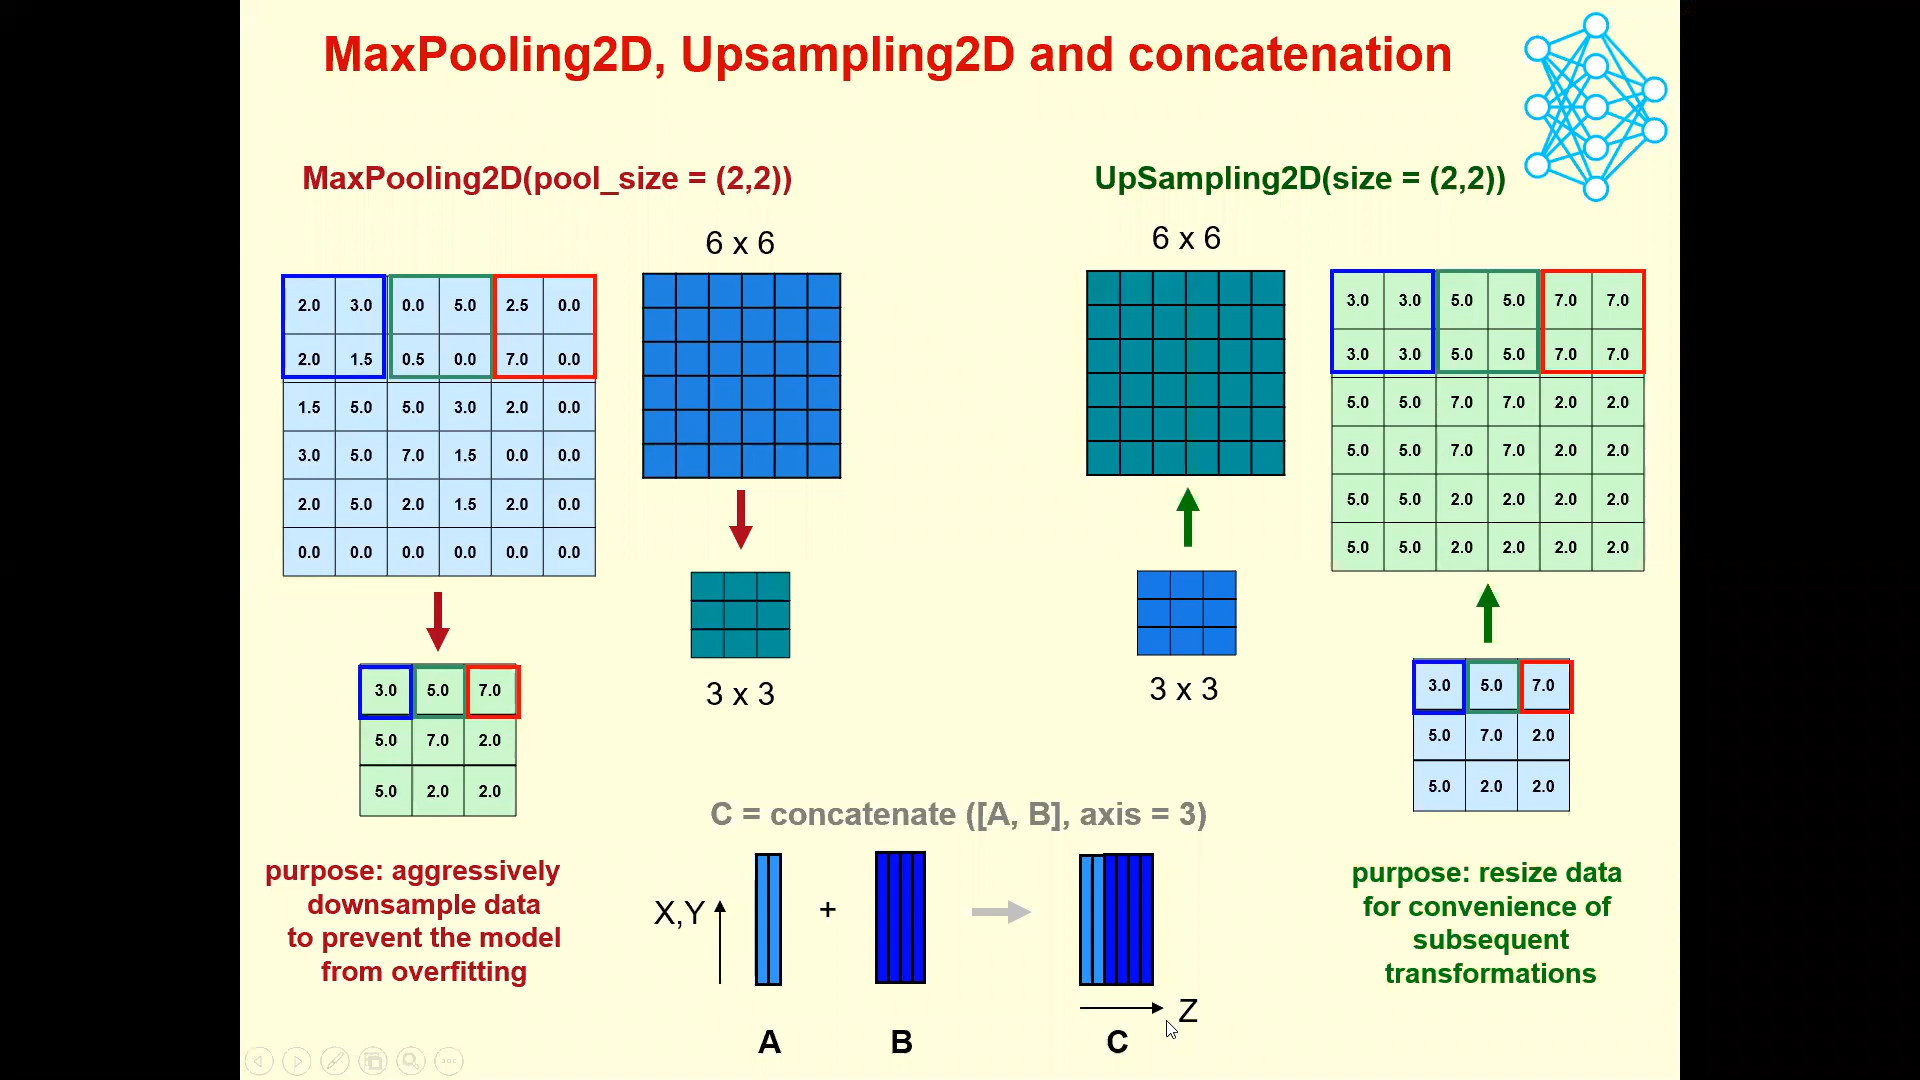 MaxPooling2D, Upsampling2D and concatenation
MaxPooling2D(pool_size = (2,2))
6 x 6
2.0 3.0 0.0 5.0 2.5 0.0
2.0 1.5 0.5 0.0 7.0 0.0
1.5 5.0 5.0 3.0 2.0 0.0
3.0 5.0 7.0 1.5 0.0 0.0
2.0 5.0 2.0 1.5 2.0 0.0
0.0 0.0 0.0 0.0 0.0 0.0
3.0 5.0 7.0
5.0 7.0 2.0
5.0 2.0 2.0
3 x 3
purpose: aggressively
downsample data
to prevent the model
from overfitting
UpSampling2D(size = (2,2))
6 x 6
3.0 3.0 5.0 5.0 7.0 7.0
3.0 3.0 5.0 5.0 7.0 7.0
5.0 5.0 7.0 7.0 2.0 2.0
5.0 5.0 7.0 7.0 2.0 2.0
5.0 5.0 2.0 2.0 2.0 2.0
5.0 5.0 2.0 2.0 2.0 2.0
3 x 3
3.0 5.0 7.0
5.0 7.0 2.0
5.0 2.0 2.0
purpose: resize data
for convenience of
subsequent
transformations
C = concatenate ([A, B], axis = 3)
X,Y
+
Z
A B C